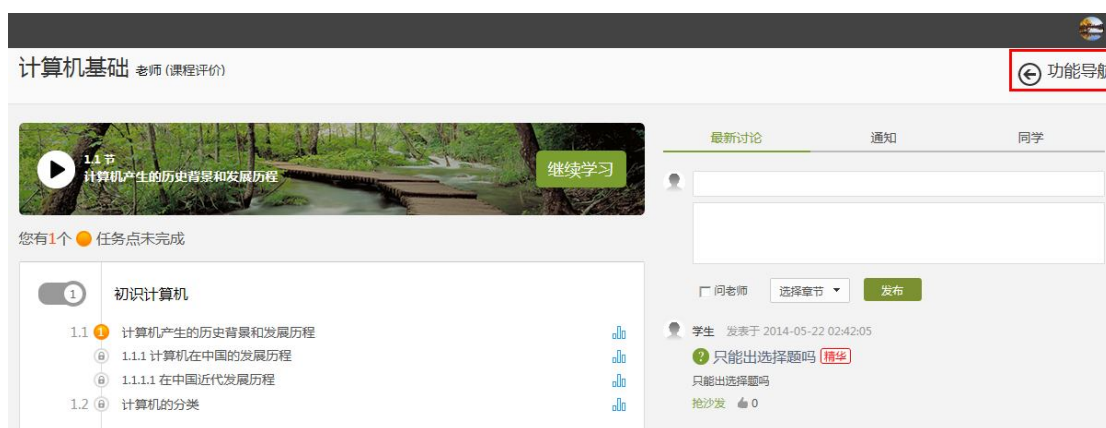 计算机基础 老师 (课程评价)
功能导航
1.1 节
计算机产生的历史背景和发展历程
继续学习
您有1个 任务点未完成
1 初识计算机
1.1 1 计算机产生的历史背景和发展历程
1.1.1 计算机在中国的发展历程
1.1.1.1 在中国近代发展历程
1.2 计算机的分类
最新讨论 通知 同学
问老师 选择章节 发布
学生 发表于 2014-05-22 02:42:05
? 只能出选择题吗 精华
只能出选择题吗
抢沙发 0